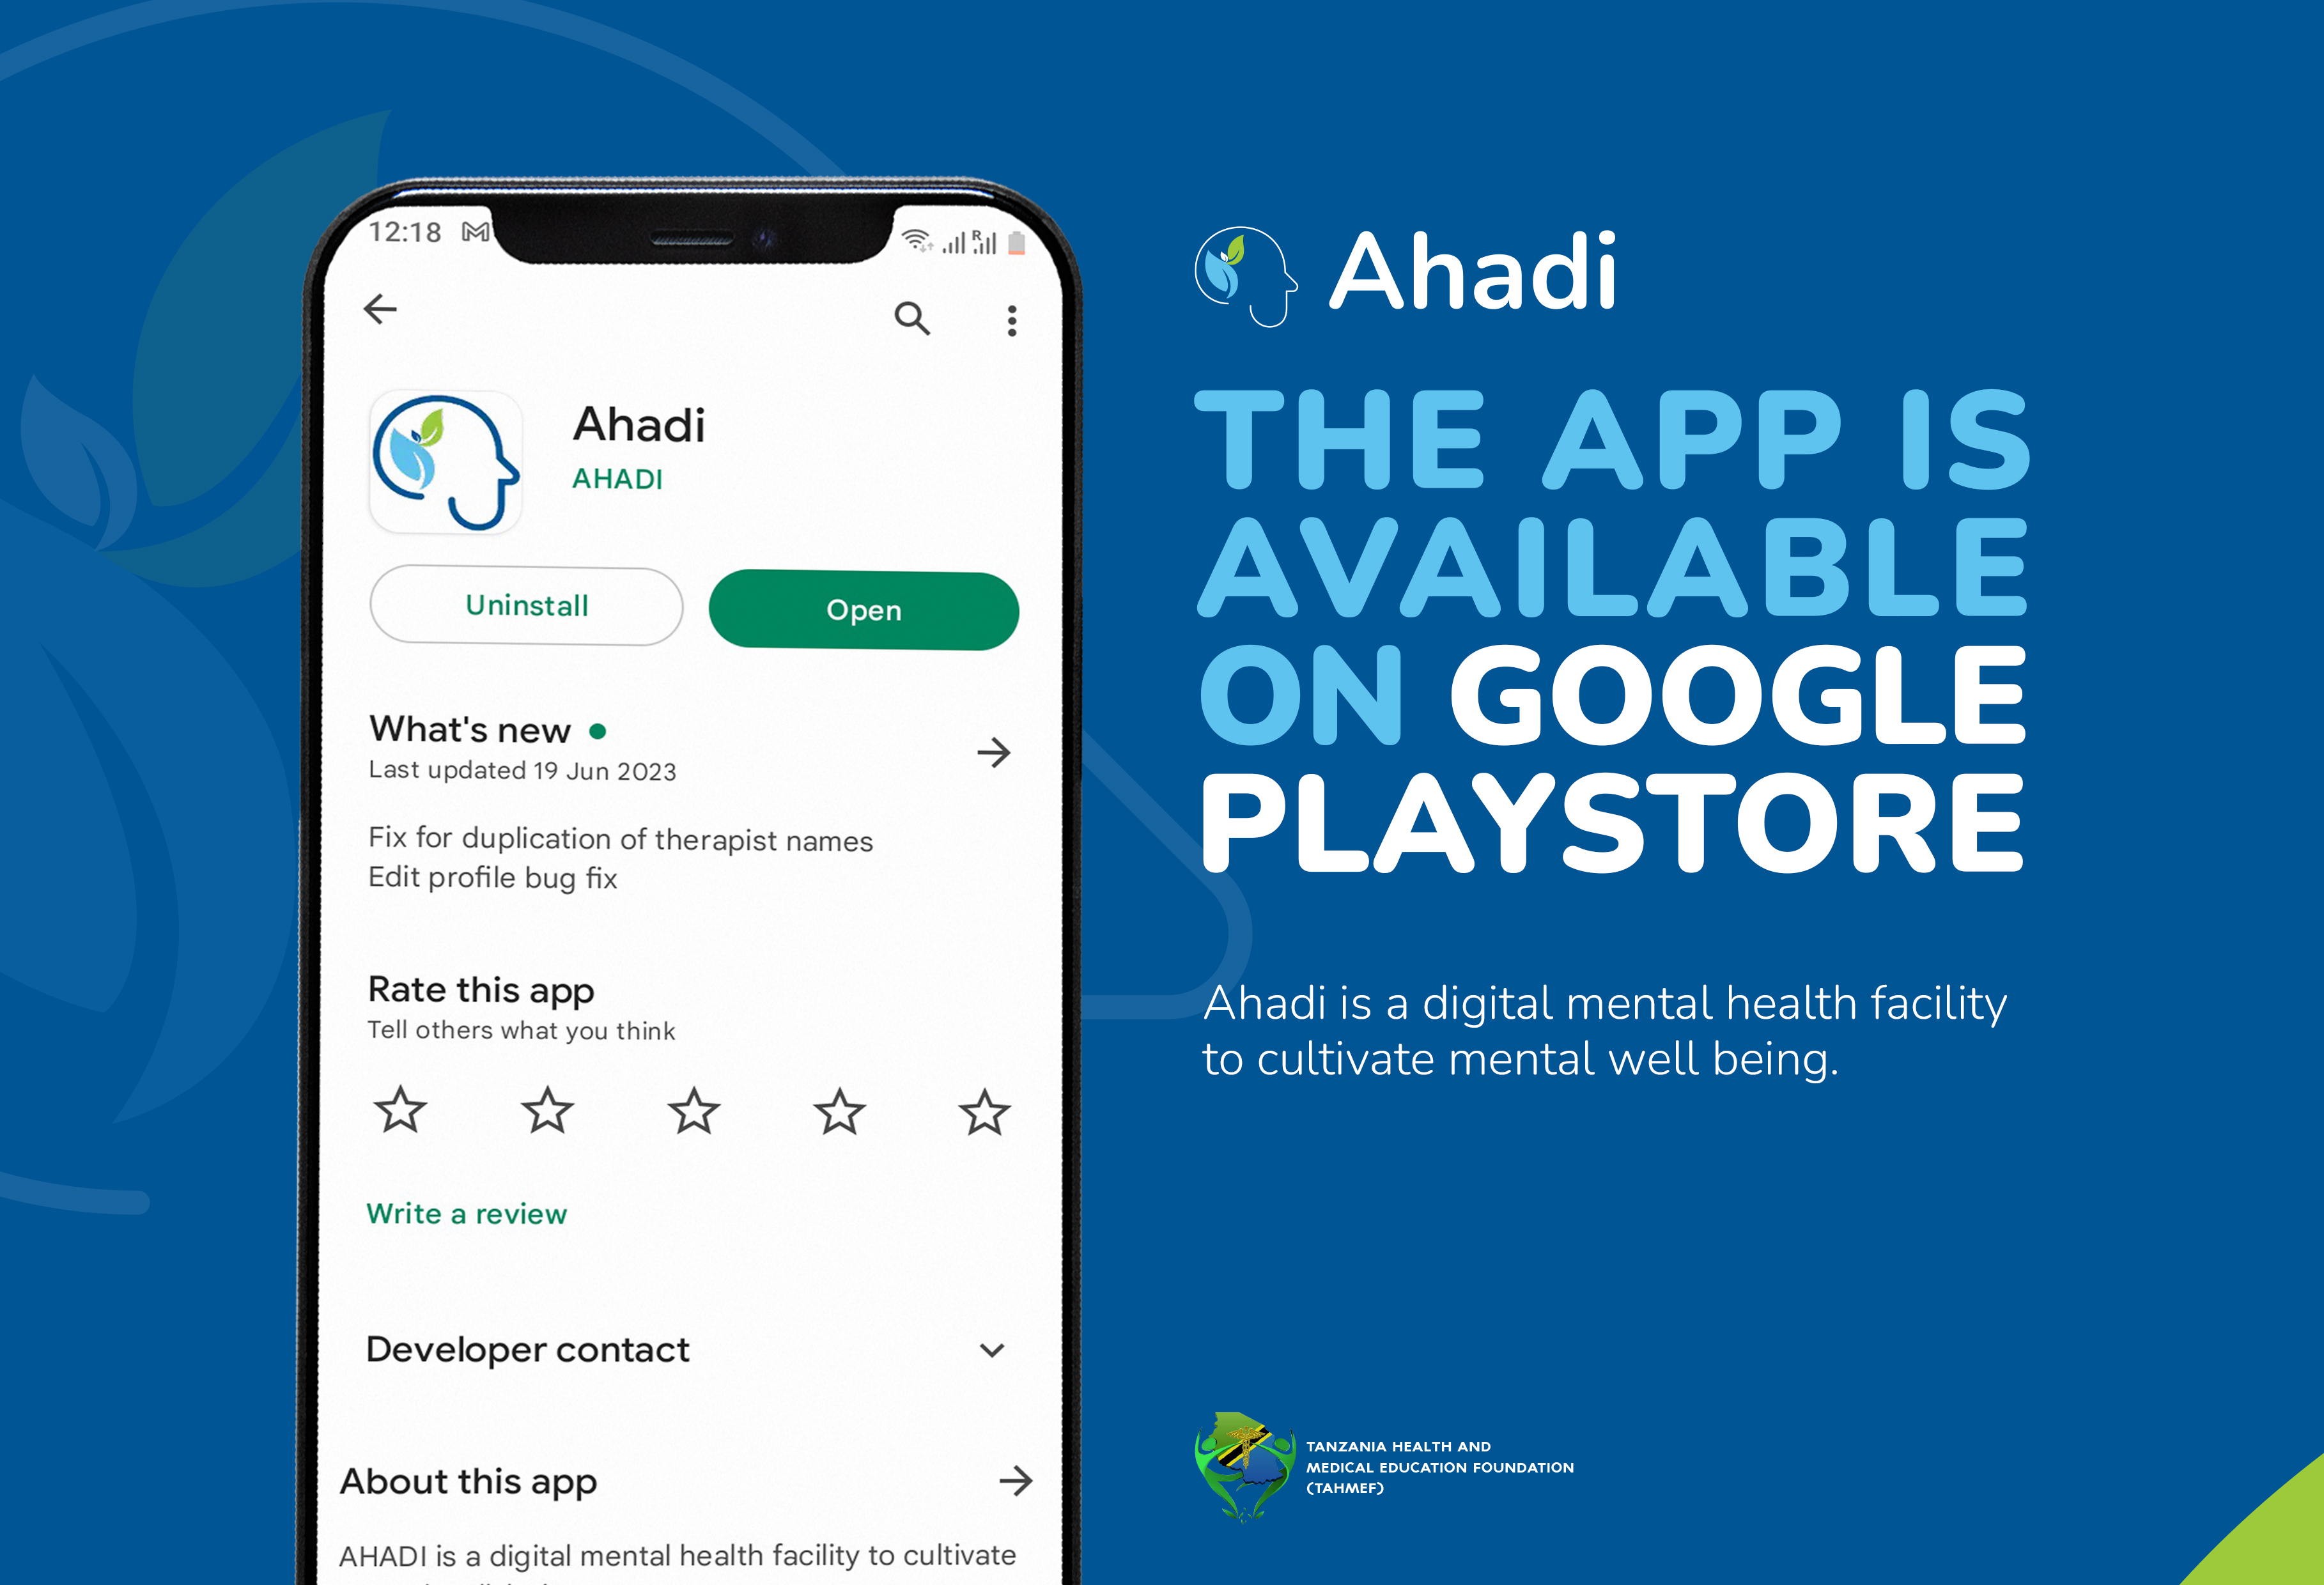 12:18
R
Ahadi
AHADI
Uninstall
Open
What's new
Last updated 19 Jun 2023
Fix for duplication of therapist names
Edit profile bug fix
Rate this app
Tell others what you think
Write a review
Developer contact
About this app
AHADI is a digital mental health facility to cultivate
Ahadi
THE APP IS
AVAILABLE
ON GOOGLE
PLAYSTORE
Ahadi is a digital mental health facility
to cultivate mental well being.
TANZANIA HEALTH AND
MEDICAL EDUCATION FOUNDATION
(TAHMEF)